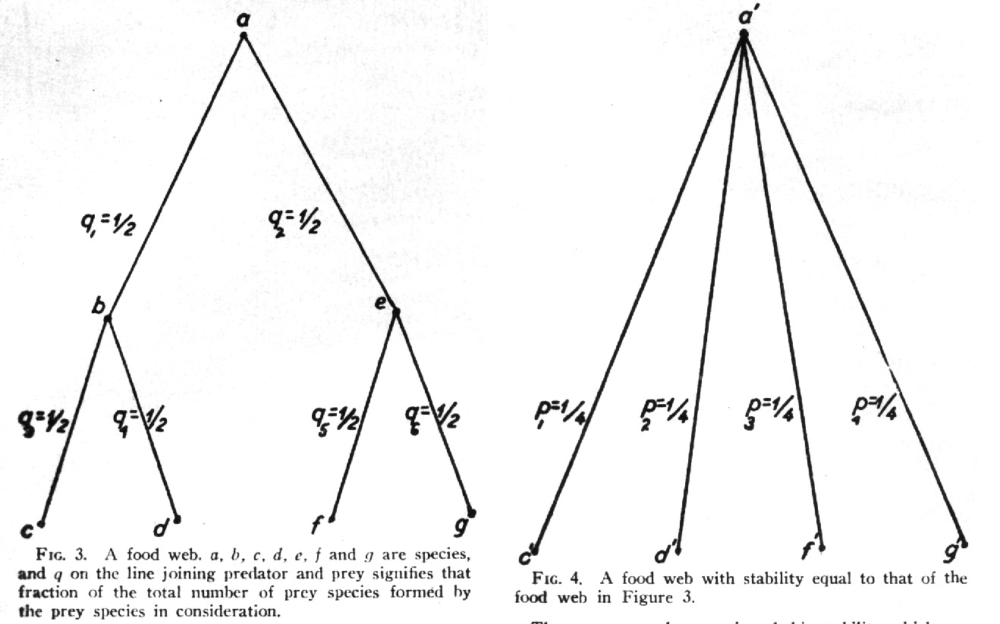 a
q₁=1/2
q₂=1/2
b
e
q₃=1/2
q₄=1/2
q₅=1/2
q₆=1/2
c
d
f
g
FIG. 3. A food web. a, b, c, d, e, f and g are species,
and q on the line joining predator and prey signifies that
fraction of the total number of prey species formed by
the prey species in consideration.
a'
p₁=1/4
p₂=1/4
p₃=1/4
p₄=1/4
c'
d'
f'
g'
FIG. 4. A food web with stability equal to that of the
food web in Figure 3.